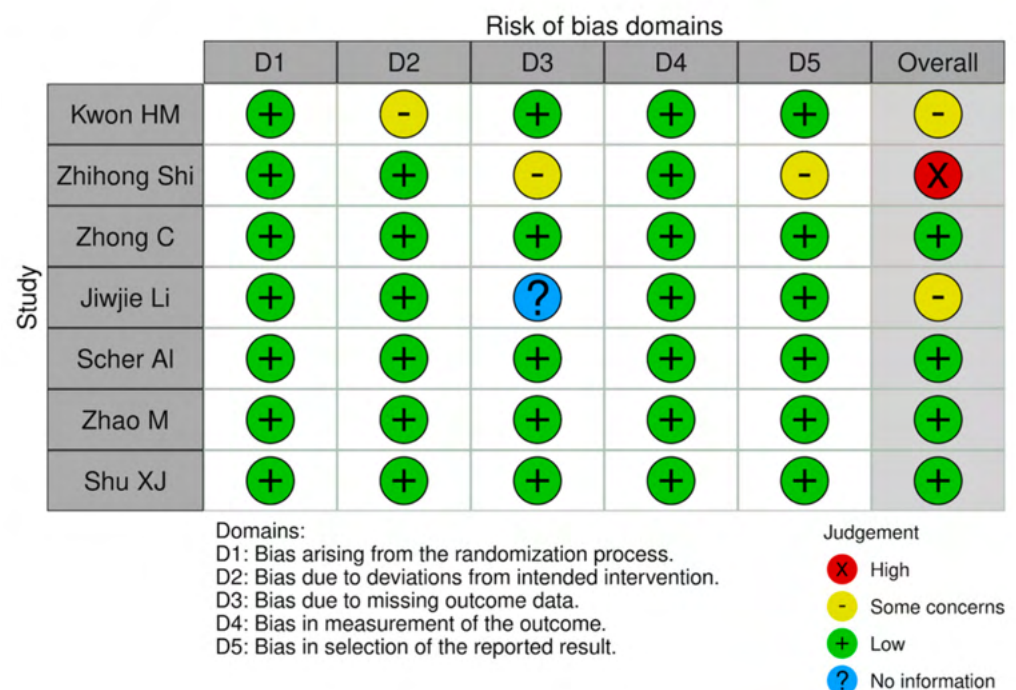 Risk of bias domains
D1 D2 D3 D4 D5 Overall
Study
Kwon HM + - + + + -
Zhihong Shi + + - + - X
Zhong C + + + + + +
Jiwjie Li + + ? + + -
Scher AI + + + + + +
Zhao M + + + + + +
Shu XJ + + + + + +
Domains:
D1: Bias arising from the randomization process.
D2: Bias due to deviations from intended intervention.
D3: Bias due to missing outcome data.
D4: Bias in measurement of the outcome.
D5: Bias in selection of the reported result.
Judgement
X High
- Some concerns
+ Low
? No information